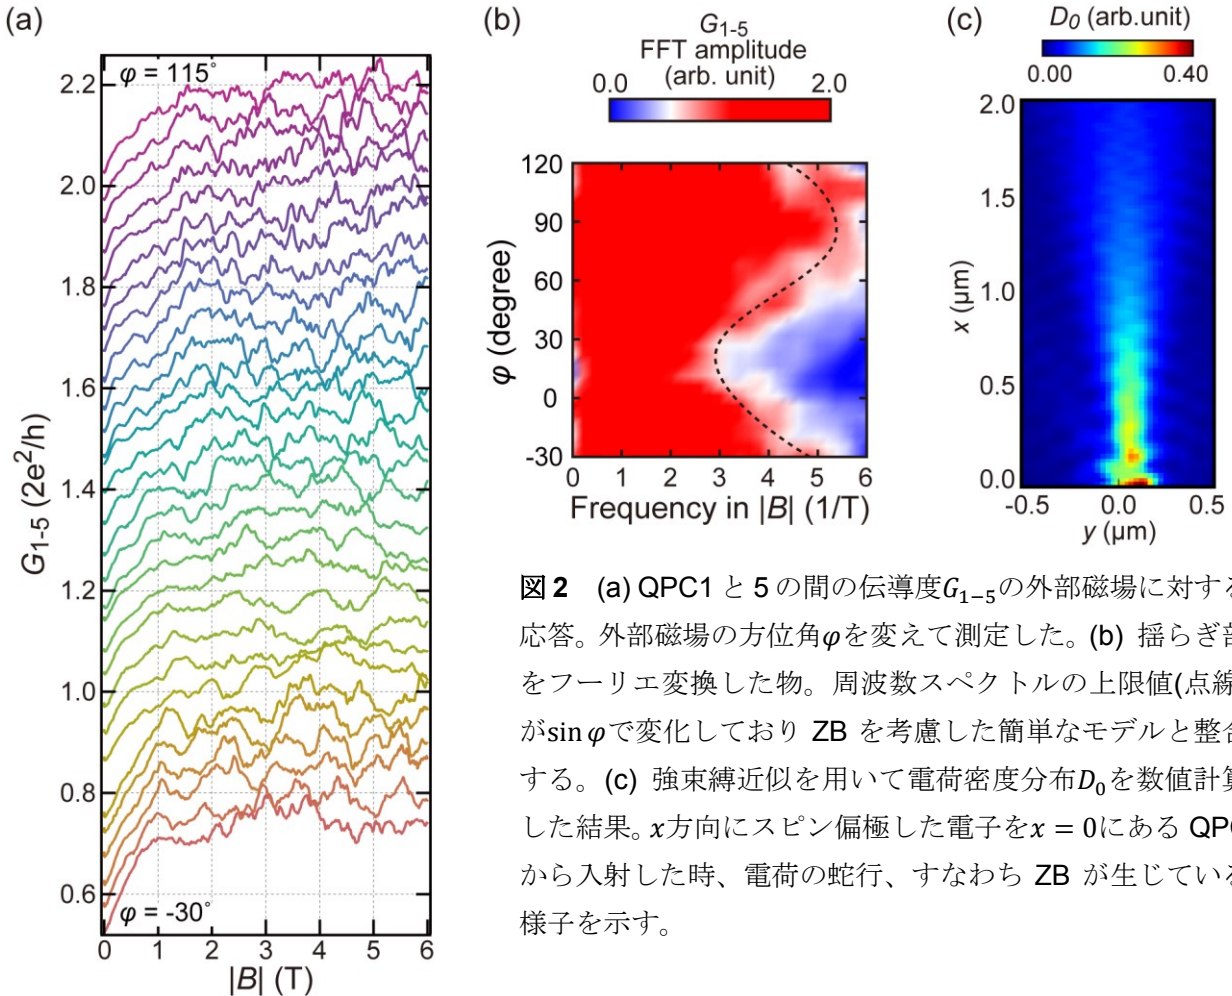 (a)
φ = 115°
2.2
2.0
1.8
1.6
1.4
1.2
1.0
0.8
0.6
G1-5 (2e²/h)
φ = -30°
0 1 2 3 4 5 6
|B| (T)
(b)
G1-5
FFT amplitude
(arb. unit)
0.0 2.0
120
90
60
30
0
-30
φ (degree)
0 1 2 3 4 5 6
Frequency in |B| (1/T)
(c)
D0 (arb.unit)
0.00 0.40
2.0
1.5
1.0
0.5
0.0
x (μm)
-0.5 0.0 0.5
y (μm)
図2 (a) QPC1 と 5 の間の伝導度G1−5の外部磁場に対する
応答。外部磁場の方位角φを変えて測定した。(b) 揺らぎ部
をフーリエ変換した物。周波数スペクトルの上限値(点線
がsin φで変化しており ZB を考慮した簡単なモデルと整合
する。(c) 強束縛近似を用いて電荷密度分布D0を数値計算
した結果。x方向にスピン偏極した電子をx = 0にある QPC
から入射した時、電荷の蛇行、すなわち ZB が生じている
様子を示す。